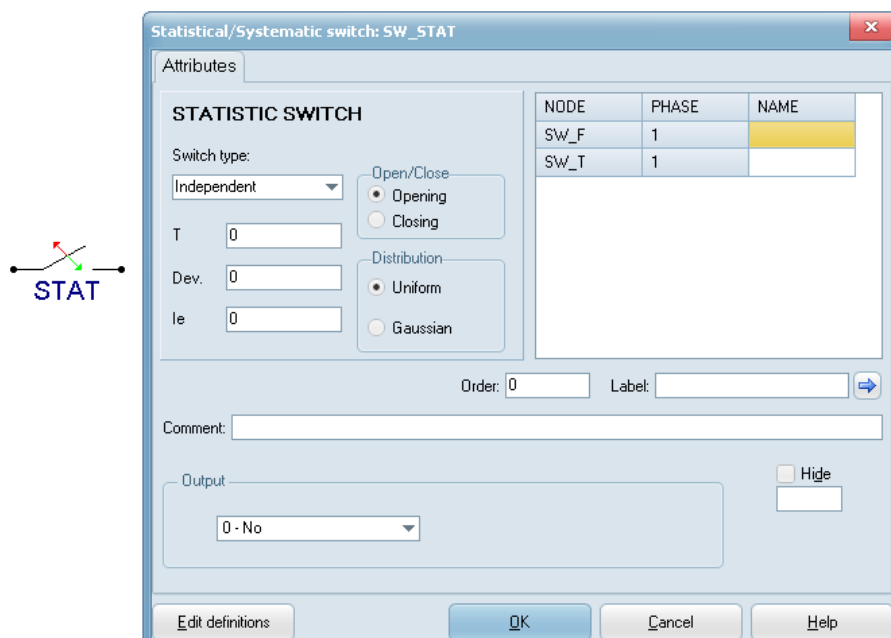 Statistical/Systematic switch: SW_STAT
Attributes
STATISTIC SWITCH
Switch type:
Independent
T 0
Dev. 0
Ie 0
Open/Close
Opening
Closing
Distribution
Uniform
Gaussian
NODE PHASE NAME
SW_F 1
SW_T 1
STAT
Order: 0 Label:
Comment:
Output
0 - No
Hide
Edit definitions OK Cancel Help